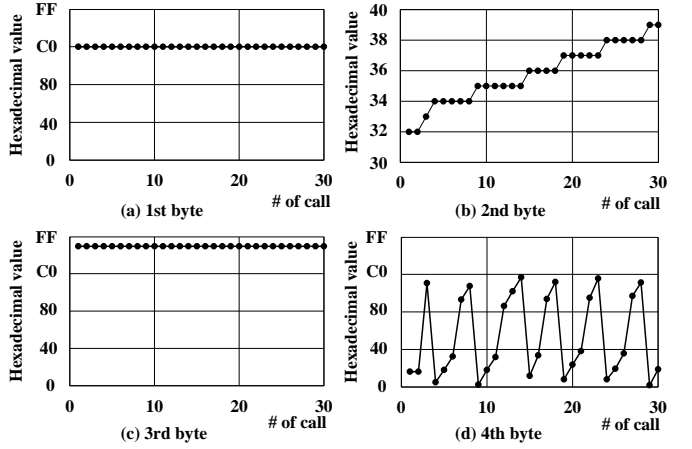 Hexadecimal value
FF
C0
80
40
0
0 10 20 30
# of call
(a) 1st byte
Hexadecimal value
40
38
36
34
32
30
0 10 20 30
# of call
(b) 2nd byte
Hexadecimal value
FF
C0
80
40
0
0 10 20 30
# of call
(c) 3rd byte
Hexadecimal value
FF
C0
80
40
0
0 10 20 30
# of call
(d) 4th byte